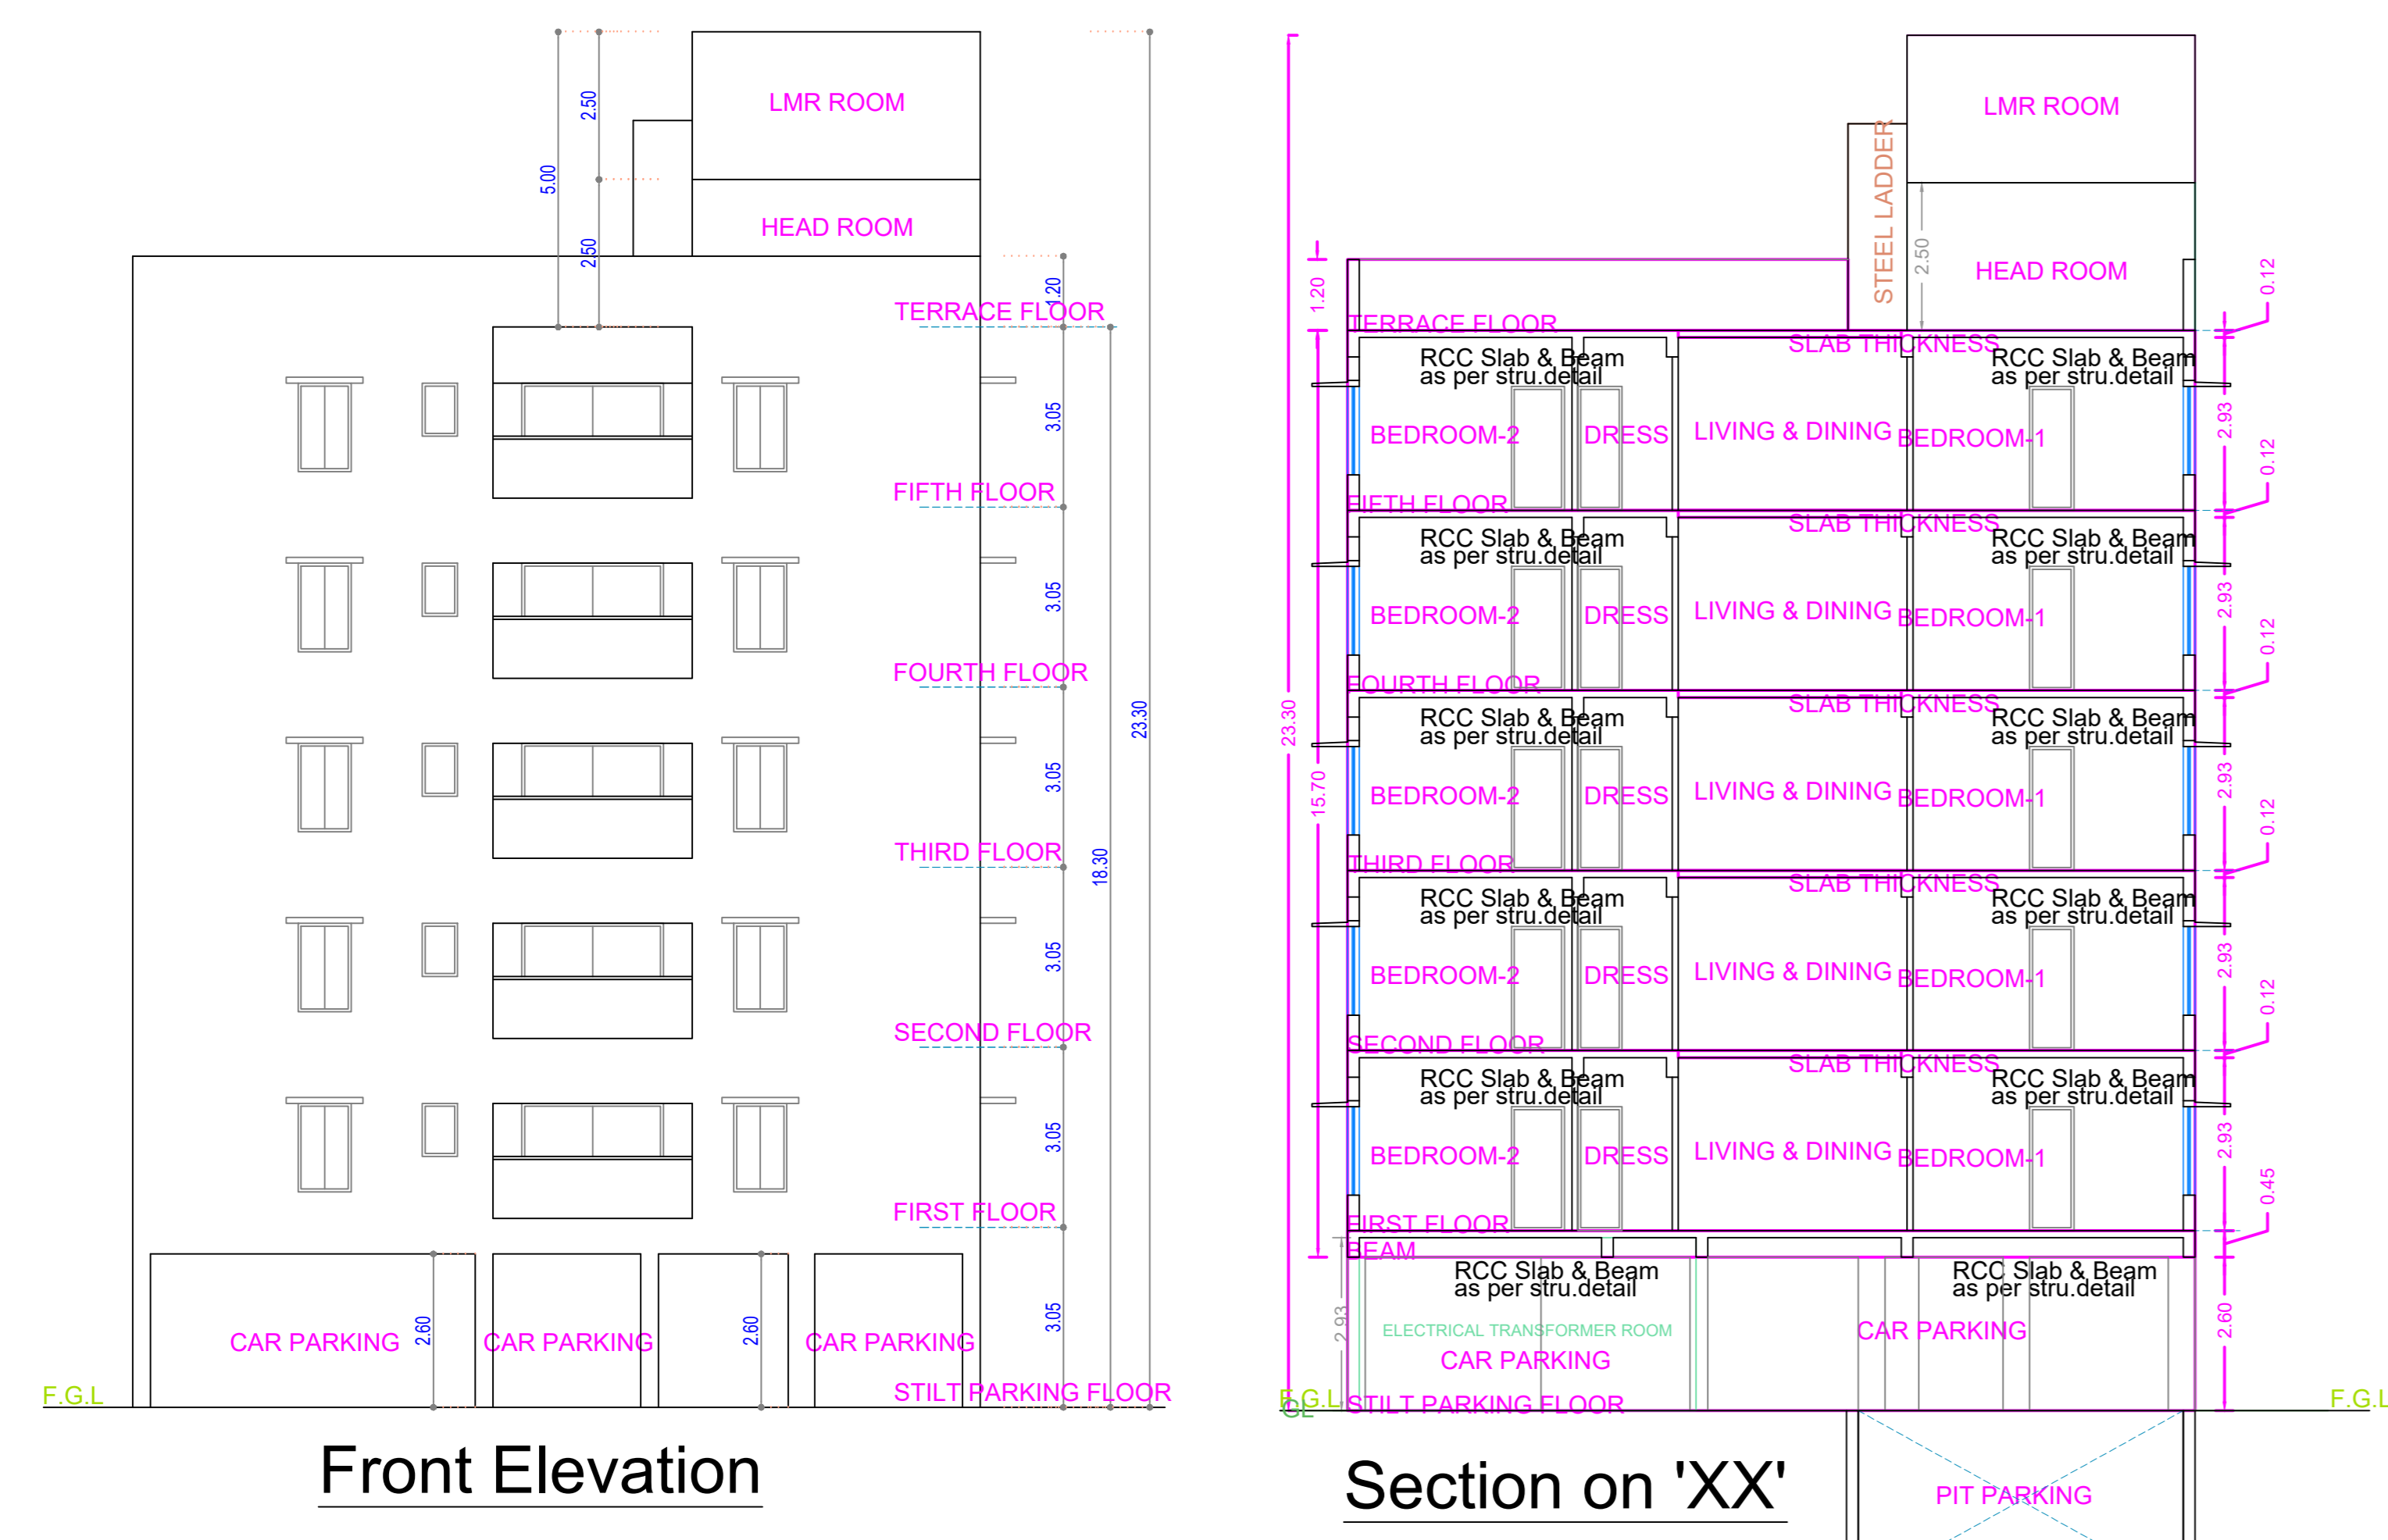 2.50
5.00
2.50
LMR ROOM
HEAD ROOM
1.20
TERRACE FLOOR
3.05
FIFTH FLOOR
3.05
FOURTH FLOOR
23.30
3.05
THIRD FLOOR
18.30
3.05
SECOND FLOOR
3.05
FIRST FLOOR
3.05
CAR PARKING
2.60
CAR PARKING
2.60
CAR PARKING
STILT PARKING FLOOR
F.G.L
Front Elevation
LMR ROOM
STEEL LADDER
2.50
HEAD ROOM
0.12
1.20
TERRACE FLOOR
SLAB THICKNESS
RCC Slab & Beam
as per stru.detail
RCC Slab & Beam
as per stru.detail
BEDROOM-2
DRESS
LIVING & DINING
BEDROOM-1
2.93
0.12
FIFTH FLOOR
SLAB THICKNESS
RCC Slab & Beam
as per stru.detail
RCC Slab & Beam
as per stru.detail
BEDROOM-2
DRESS
LIVING & DINING
BEDROOM-1
2.93
0.12
FOURTH FLOOR
SLAB THICKNESS
23.30
RCC Slab & Beam
as per stru.detail
RCC Slab & Beam
as per stru.detail
15.70
BEDROOM-2
DRESS
LIVING & DINING
BEDROOM-1
2.93
0.12
THIRD FLOOR
SLAB THICKNESS
RCC Slab & Beam
as per stru.detail
RCC Slab & Beam
as per stru.detail
BEDROOM-2
DRESS
LIVING & DINING
BEDROOM-1
2.93
0.12
SECOND FLOOR
SLAB THICKNESS
RCC Slab & Beam
as per stru.detail
RCC Slab & Beam
as per stru.detail
BEDROOM-2
DRESS
LIVING & DINING
BEDROOM-1
2.93
0.45
FIRST FLOOR
BEAM
RCC Slab & Beam
as per stru.detail
RCC Slab & Beam
as per stru.detail
2.93
ELECTRICAL TRANSFORMER ROOM
CAR PARKING
CAR PARKING
2.60
F.G.L
GL
STILT PARKING FLOOR
F.G.L
Section on 'XX'
PIT PARKING